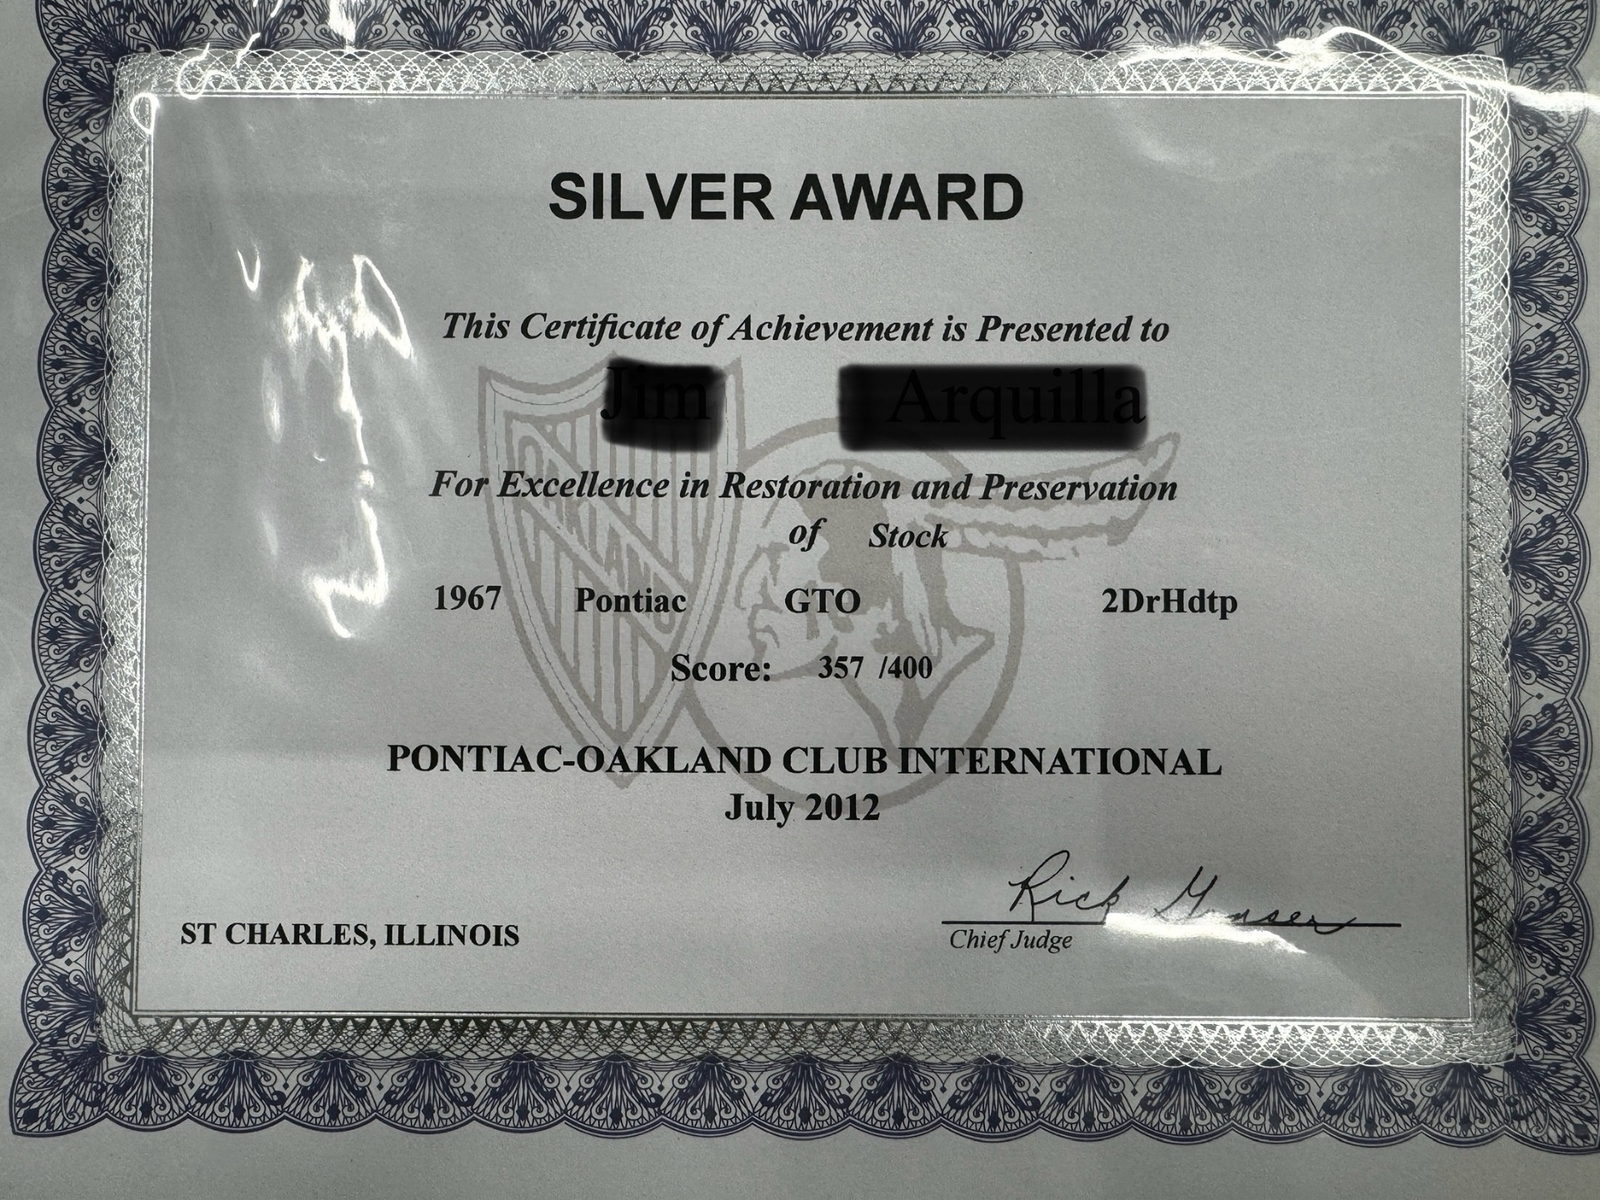 SILVER AWARD
This Certificate of Achievement is Presented to
For Excellence in Restoration and Preservation
of Stock
1967 Pontiac GTO 2DrHdtp
Score: 357 /400
PONTIAC-OAKLAND CLUB INTERNATIONAL
July 2012
Rick
ST CHARLES, ILLINOIS
Chief Judge